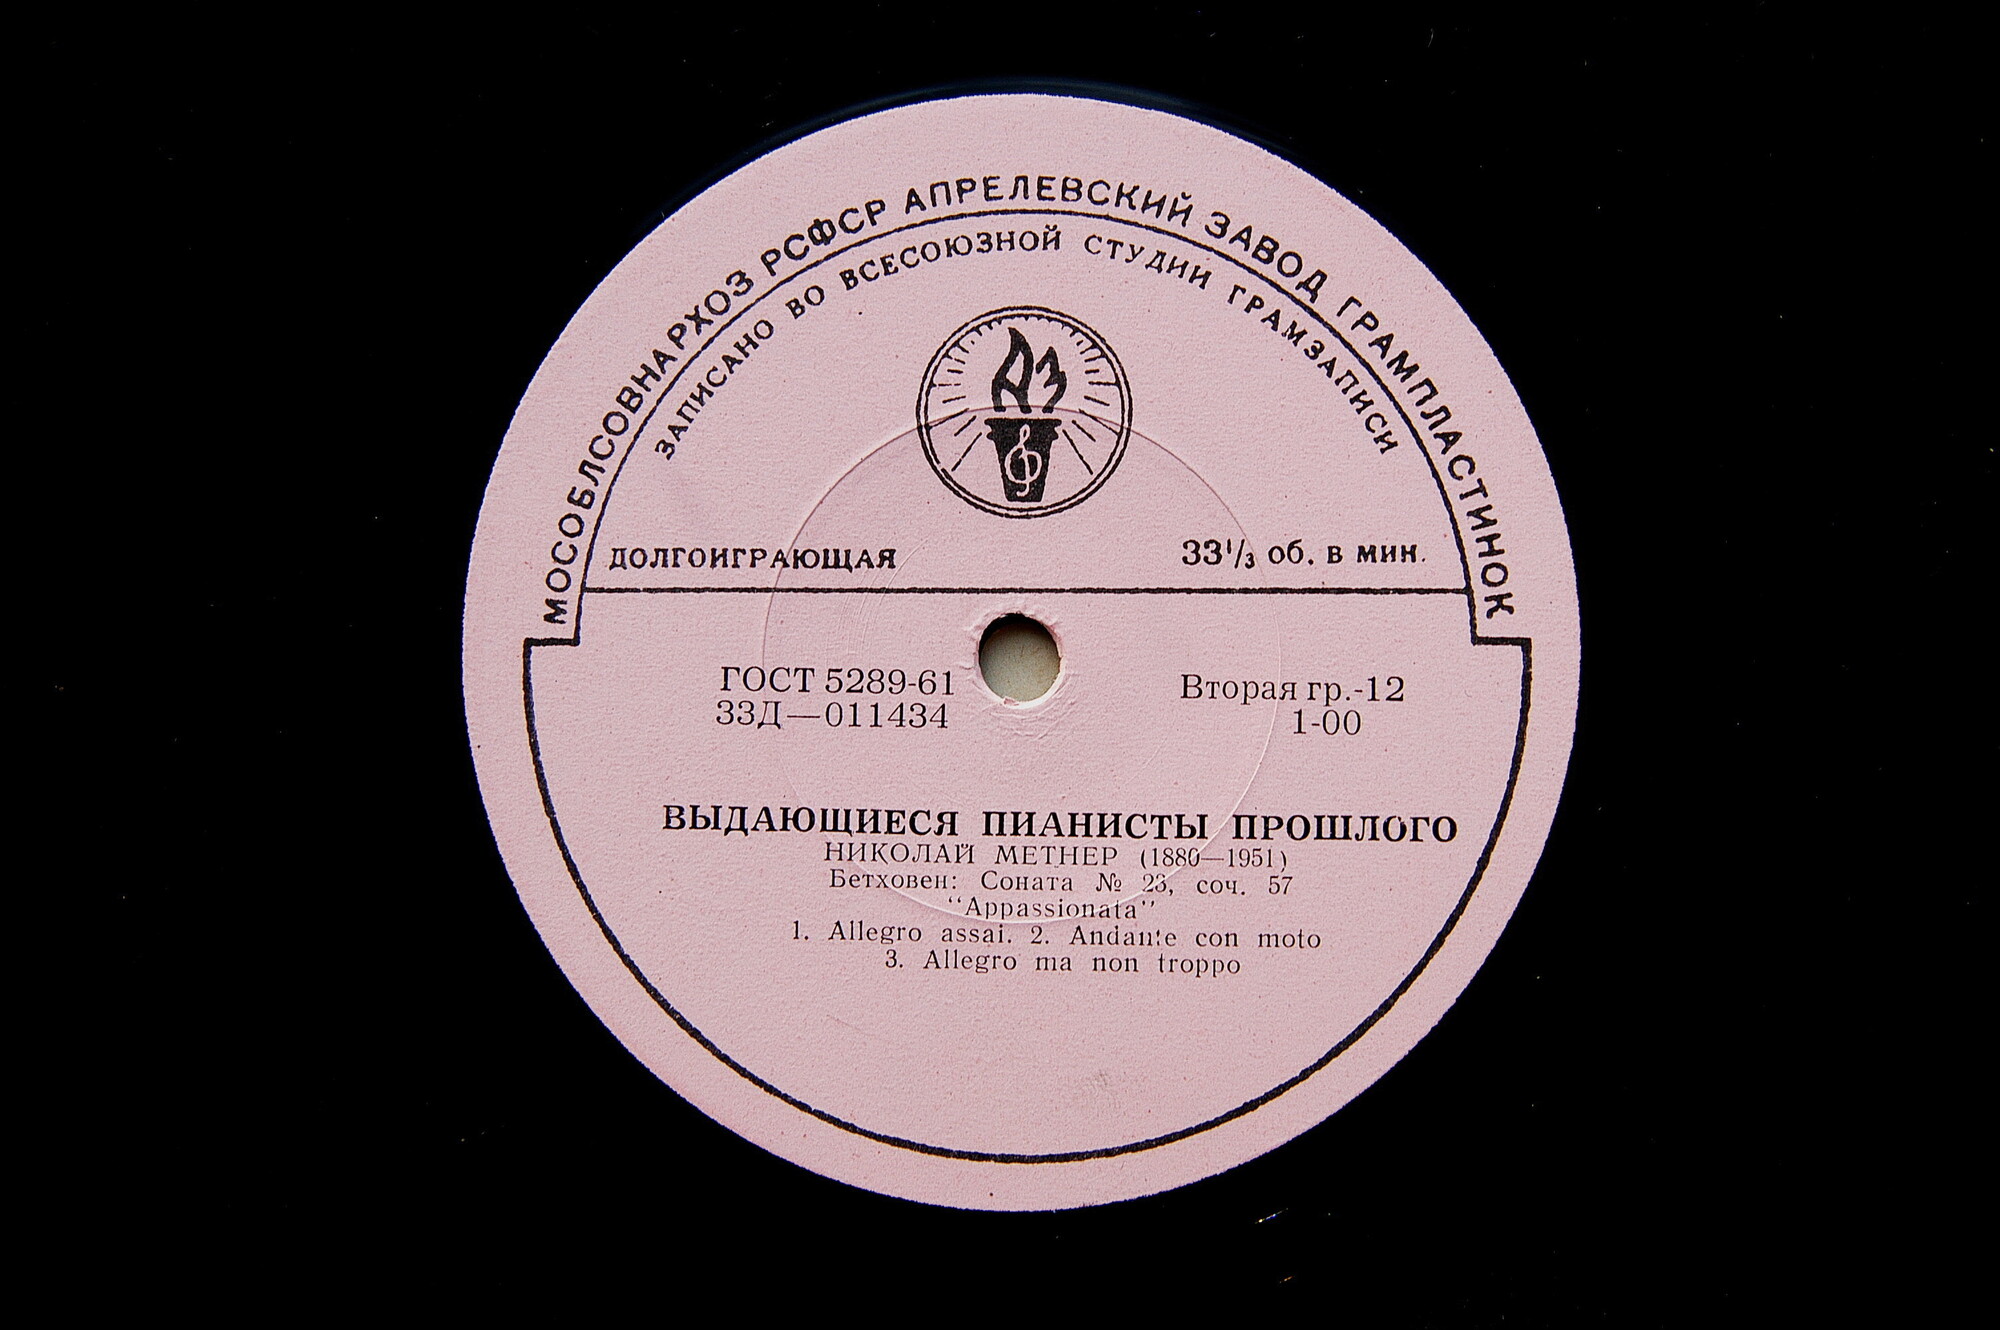 МОСОБЛСОВНАРХОЗ РСФСР АПРЕЛЕВСКИЙ ЗАВОД ГРАМПЛАСТИНОК
ЗАПИСАНО ВО ВСЕСОЮЗНОЙ СТУДИИ ГРАМЗАПИСИ
АЗ
ДОЛГОИГРАЮЩАЯ 33⅓ об. в мин.
ГОСТ 5289-61 Вторая гр.-12
33Д—011434 1-00
ВЫДАЮЩИЕСЯ ПИАНИСТЫ ПРОШЛОГО
НИКОЛАЙ МЕТНЕР (1880—1951)
Бетховен: Соната № 23, соч. 57
“Appassionata”
1. Allegro assai. 2. Andante con moto
3. Allegro ma non troppo